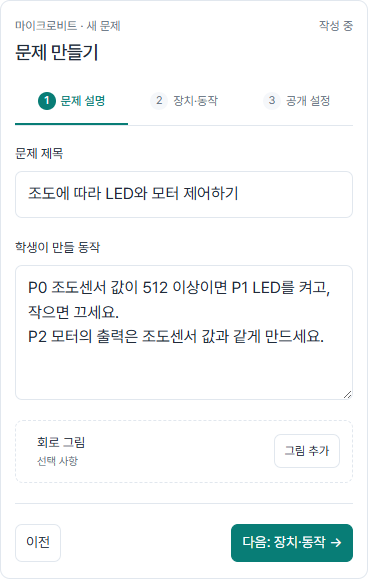 마이크로비트 · 새 문제
작성 중
문제 만들기
1 문제 설명
2 장치·동작
3 공개 설정
문제 제목
조도에 따라 LED와 모터 제어하기
학생이 만들 동작
P0 조도센서 값이 512 이상이면 P1 LED를 켜고,
작으면 끄세요.
P2 모터의 출력은 조도센서 값과 같게 만드세요.
회로 그림
선택 사항
그림 추가
이전
다음: 장치·동작 →